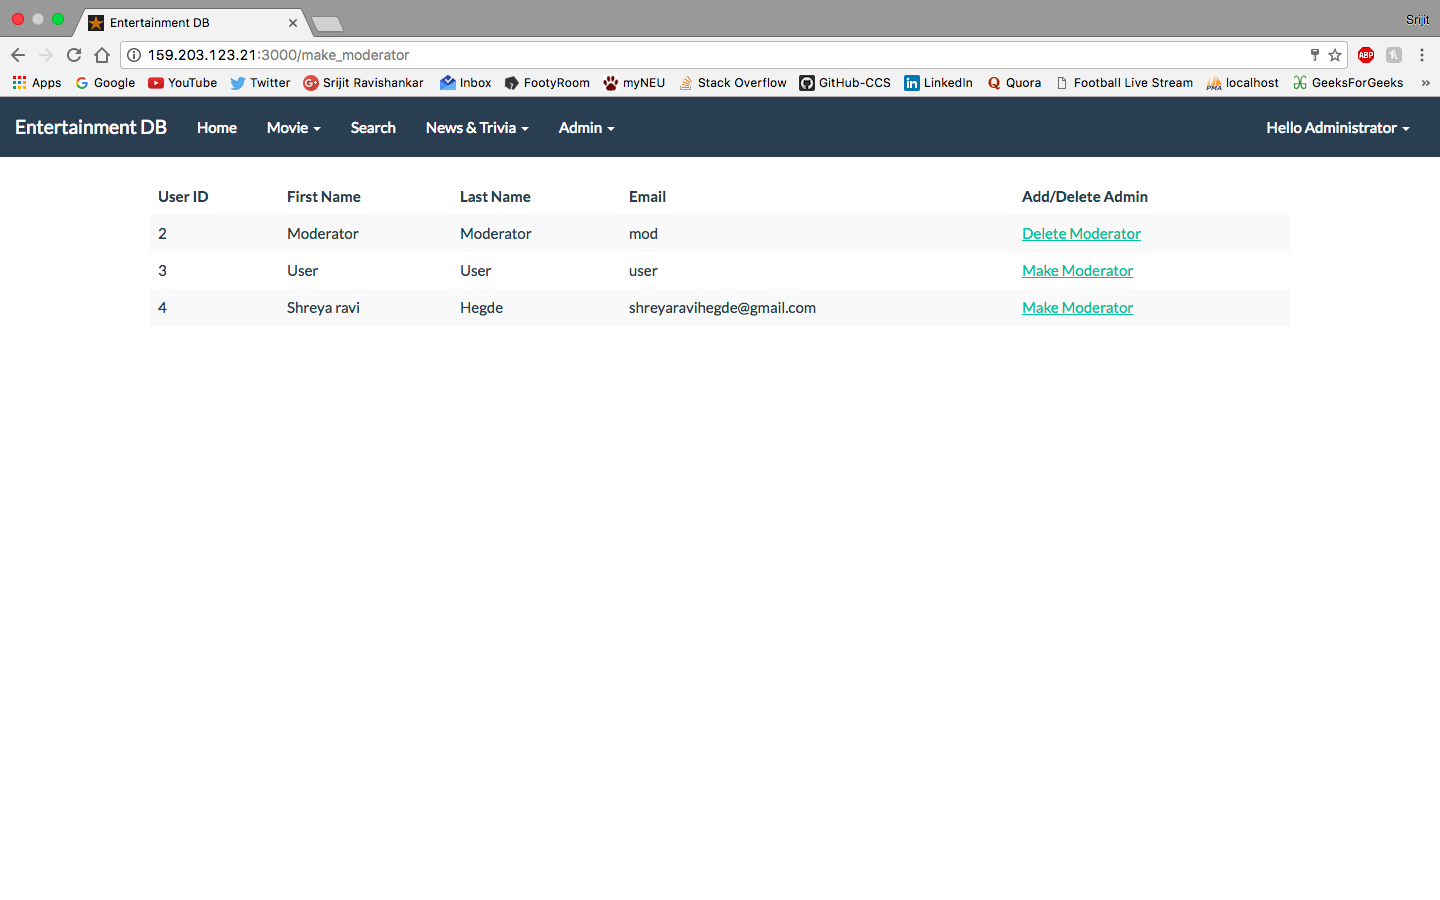 Entertainment DB
Srijit
159.203.123.21:3000/make_moderator
ABP
Apps Google YouTube Twitter Srijit Ravishankar Inbox FootyRoom myNEU Stack Overflow GitHub-CCS LinkedIn Quora Football Live Stream localhost GeeksForGeeks »
Entertainment DB Home Movie Search News & Trivia Admin Hello Administrator
User ID First Name Last Name Email Add/Delete Admin
2 Moderator Moderator mod Delete Moderator
3 User User user Make Moderator
4 Shreya ravi Hegde shreyaravihegde@gmail.com Make Moderator